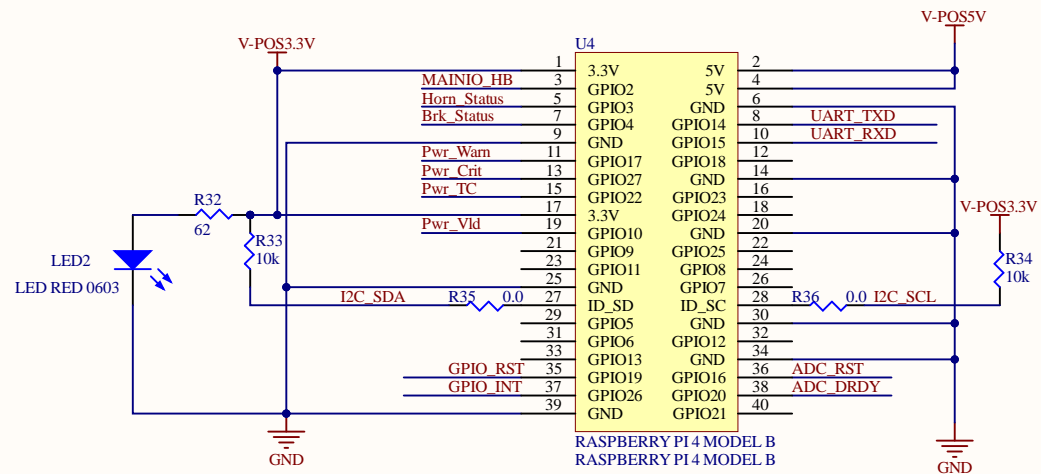 V-POS5V
V-POS3.3V
U4
1 3.3V 5V 2
MAINIO_HB 3 GPIO2 5V 4
Horn_Status 5 GPIO3 GND 6
Brk_Status 7 GPIO4 GPIO14 8 UART_TXD
9 GND GPIO15 10 UART_RXD
Pwr_Warn 11 GPIO17 GPIO18 12
Pwr_Crit 13 GPIO27 GND 14
Pwr_TC 15 GPIO22 GPIO23 16
17 3.3V GPIO24 18
Pwr_Vld 19 GPIO10 GND 20
21 GPIO9 GPIO25 22
23 GPIO11 GPIO8 24
25 GND GPIO7 26
I2C_SDA R35 0.0 27 ID_SD ID_SC 28 R36 0.0 I2C_SCL
29 GPIO5 GND 30
31 GPIO6 GPIO12 32
33 GPIO13 GND 34
GPIO_RST 35 GPIO19 GPIO16 36 ADC_RST
GPIO_INT 37 GPIO26 GPIO20 38 ADC_DRDY
39 GND GPIO21 40
RASPBERRY PI 4 MODEL B
RASPBERRY PI 4 MODEL B
R32
62
R33
10k
LED2
LED RED 0603
V-POS3.3V
R34
10k
GND
GND